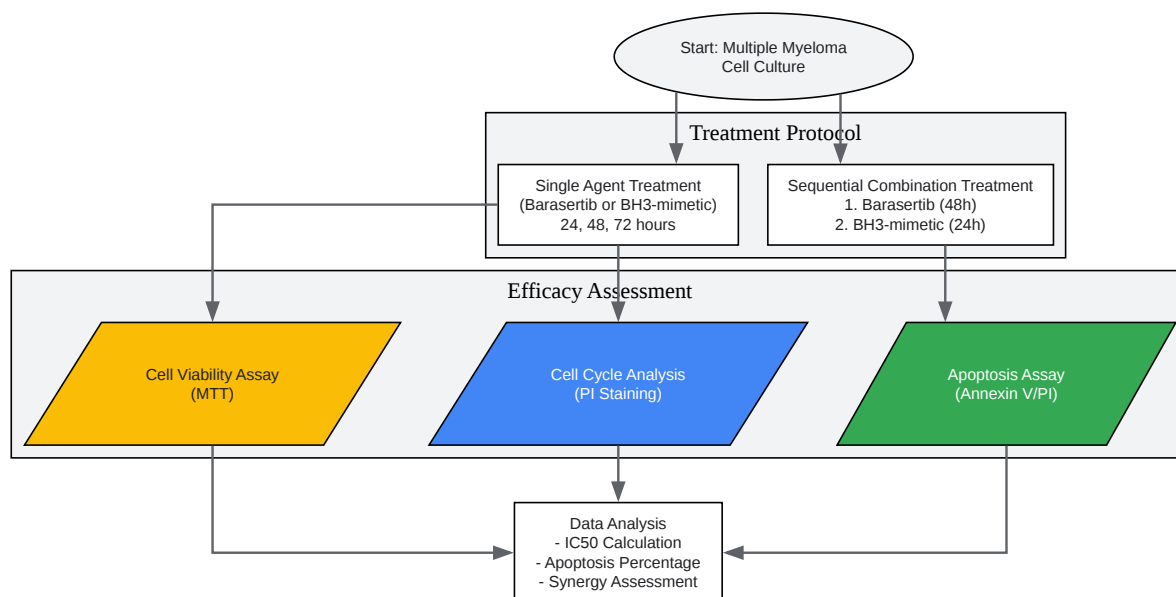 Start: Multiple Myeloma
Cell Culture
Treatment Protocol
Single Agent Treatment
(Barasertib or BH3-mimetic)
24, 48, 72 hours
Sequential Combination Treatment
1. Barasertib (48h)
2. BH3-mimetic (24h)
Efficacy Assessment
Cell Viability Assay
(MTT)
Cell Cycle Analysis
(PI Staining)
Apoptosis Assay
(Annexin V/PI)
Data Analysis
- IC50 Calculation
- Apoptosis Percentage
- Synergy Assessment